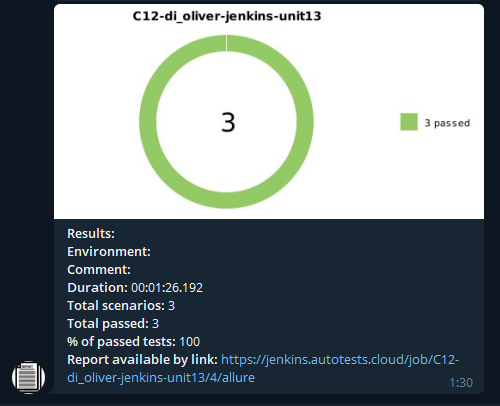 C12-di_oliver-jenkins-unit13
3
3 passed
Results:
Environment:
Comment:
Duration: 00:01:26.192
Total scenarios: 3
Total passed: 3
% of passed tests: 100
Report available by link: https://jenkins.autotests.cloud/job/C12-
di_oliver-jenkins-unit13/4/allure
1:30